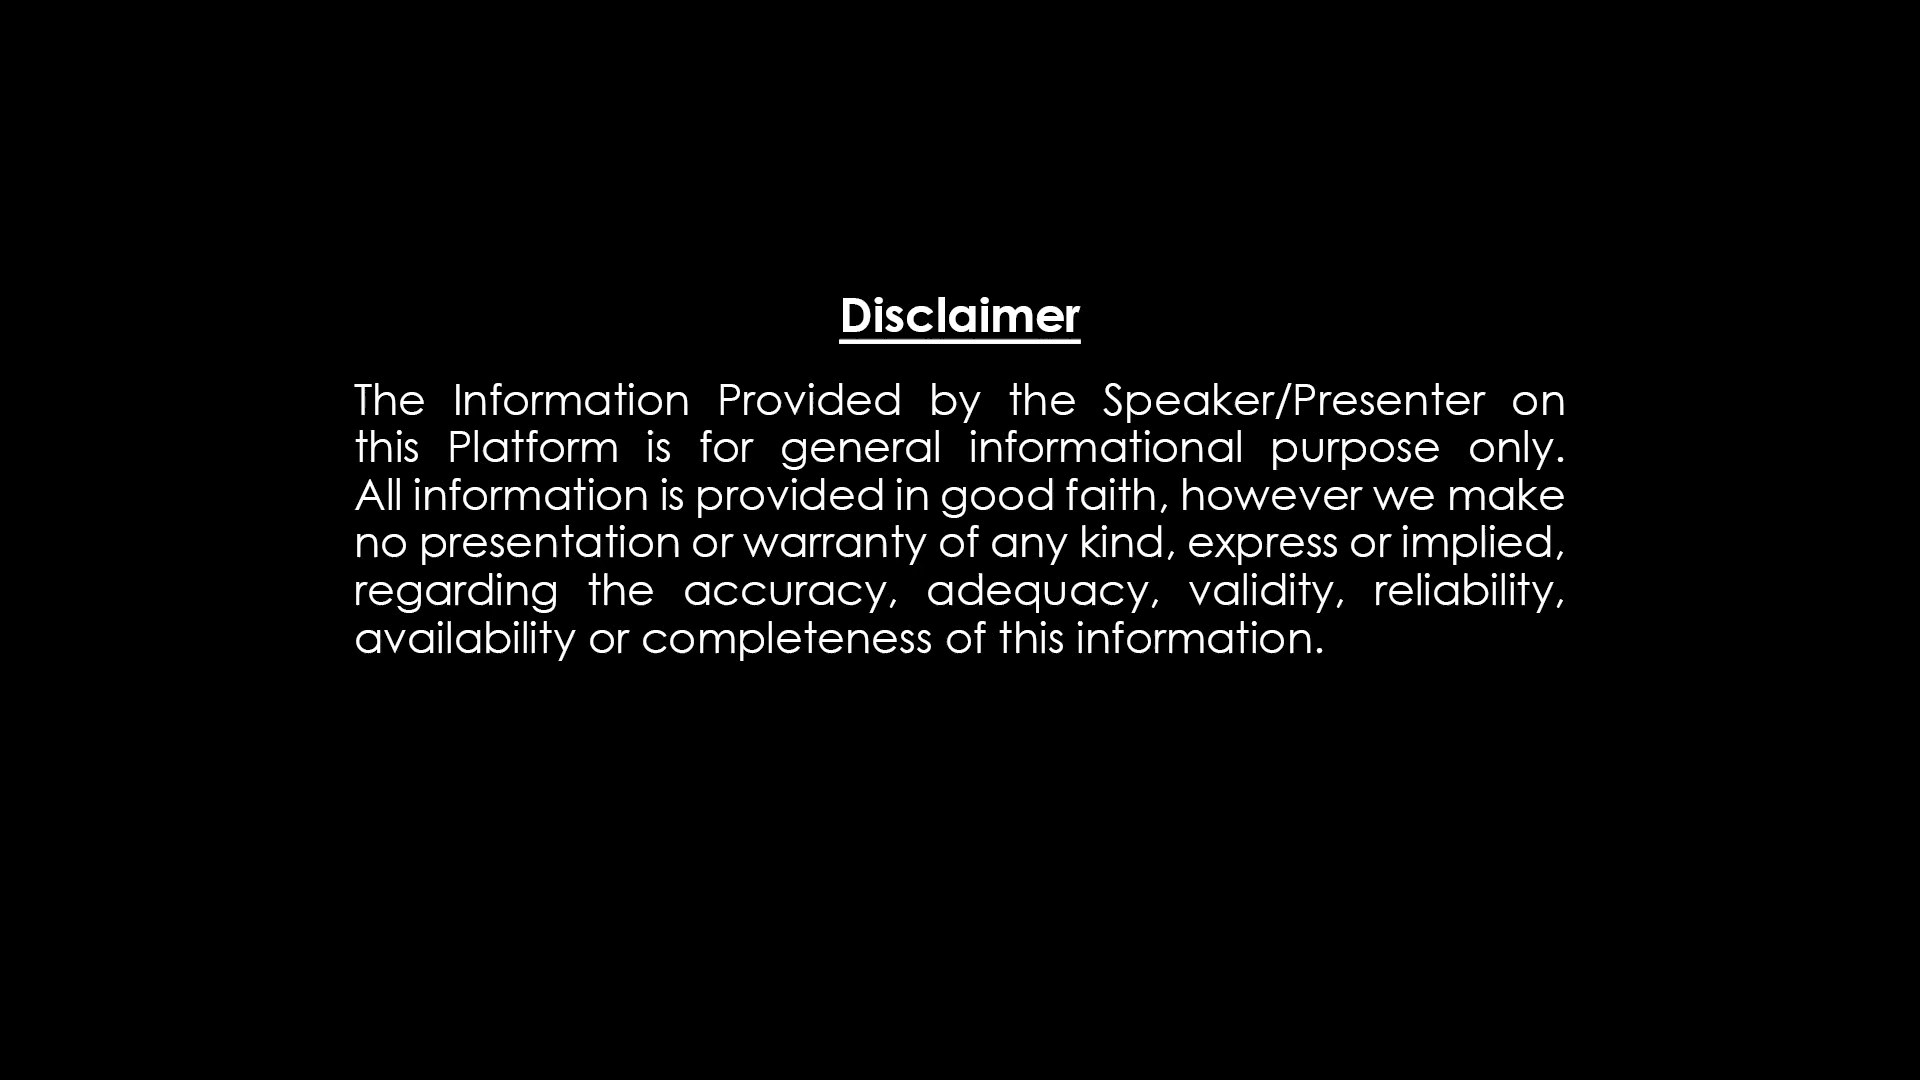 Disclaimer
The Information Provided by the Speaker/Presenter on
this Platform is for general informational purpose only.
All information is provided in good faith, however we make
no presentation or warranty of any kind, express or implied,
regarding the accuracy, adequacy, validity, reliability,
availability or completeness of this information.